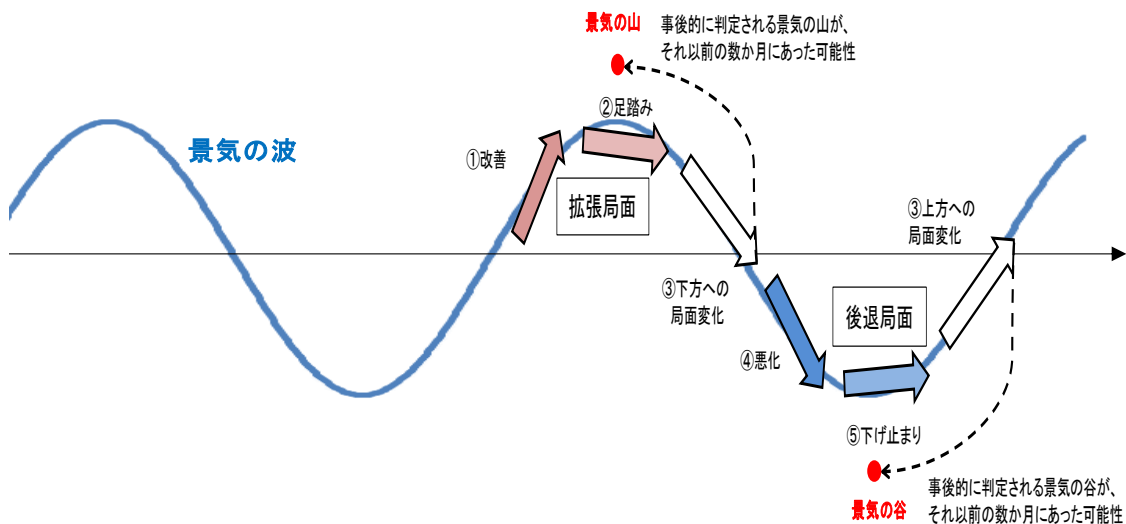 景気の山
事後的に判定される景気の山が、
それ以前の数か月にあった可能性
②足踏み
景気の波
①改善
拡張局面
③上方への
局面変化
③下方への
局面変化
後退局面
④悪化
⑤下げ止まり
事後的に判定される景気の谷が、
それ以前の数か月にあった可能性
景気の谷